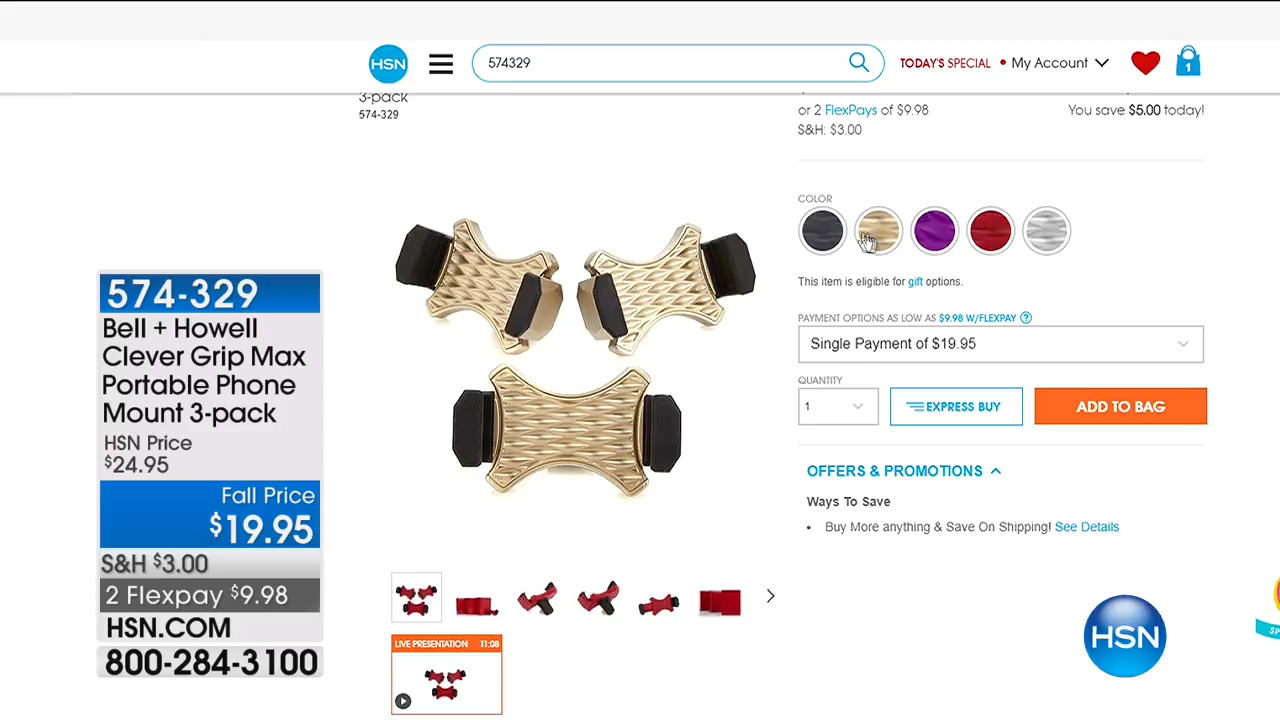 HSN
574329
TODAY'S SPECIAL • My Account
1
3-pack
574-329
or 2 FlexPays of $9.98
You save $5.00 today!
S&H: $3.00
COLOR
This item is eligible for gift options.
PAYMENT OPTIONS AS LOW AS $9.98 W/FLEXPAY ?
Single Payment of $19.95
QUANTITY
1
EXPRESS BUY
ADD TO BAG
OFFERS & PROMOTIONS
Ways To Save
• Buy More anything & Save On Shipping! See Details
574-329
Bell + Howell
Clever Grip Max
Portable Phone
Mount 3-pack
HSN Price
$24.95
Fall Price
$19.95
S&H $3.00
2 Flexpay $9.98
HSN.COM
800-284-3100
LIVE PRESENTATION 11:08
HSN